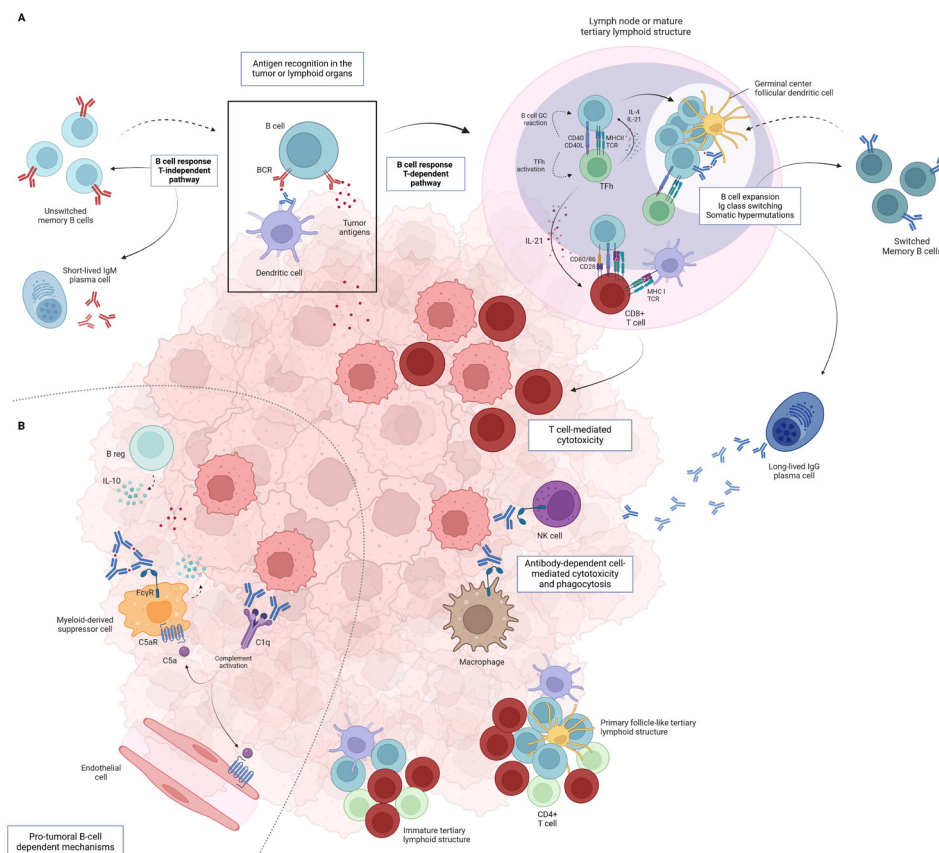 A
Lymph node or mature
tertiary lymphoid structure
Antigen recognition in the
tumor or lymphoid organs
Germinal center
follicular dendritic cell
B cell
BCR
Tumor
antigens
Dendritic cell
B cell response
T-independent
pathway
Unswitched
memory B cells
Short-lived IgM
plasma cell
B cell response
T-dependent
pathway
B cell GC
reaction
IL-4
IL-21
CD40
CD40L
MHCII
TCR
TFh
activation
TFh
IL-21
CD80/86
CD28
MHC I
TCR
CD8+
T cell
B cell expansion
Ig class switching
Somatic hypermutations
Switched
Memory B cells
T cell-mediated
cytotoxicity
Long-lived IgG
plasma cell
NK cell
Antibody-dependent cell-
mediated cytotoxicity
and phagocytosis
Macrophage
B
B reg
IL-10
FcγR
Myeloid-derived
suppressor cell
C5aR
C5a
C1q
Complement
activation
Endothelial
cell
Primary follicle-like tertiary
lymphoid structure
CD4+
T cell
Immature tertiary
lymphoid structure
Pro-tumoral B-cell
dependent mechanisms